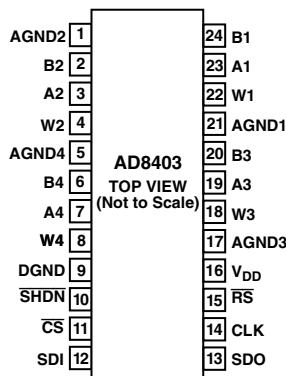 AGND2 1 24 B1
B2 2 23 A1
A2 3 22 W1
W2 4 21 AGND1
AGND4 5 20 B3
B4 6 19 A3
A4 7 18 W3
W4 8 17 AGND3
DGND 9 16 VDD
SHDN 10 15 RS
CS 11 14 CLK
SDI 12 13 SDO
AD8403
TOP VIEW
(Not to Scale)